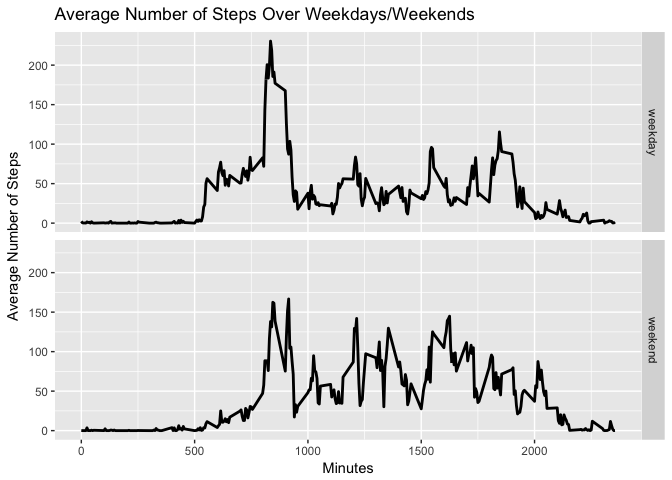 Average Number of Steps Over Weekdays/Weekends
Average Number of Steps
200
150
100
50
0
weekday
200
150
100
50
0
weekend
0 500 1000 1500 2000
Minutes